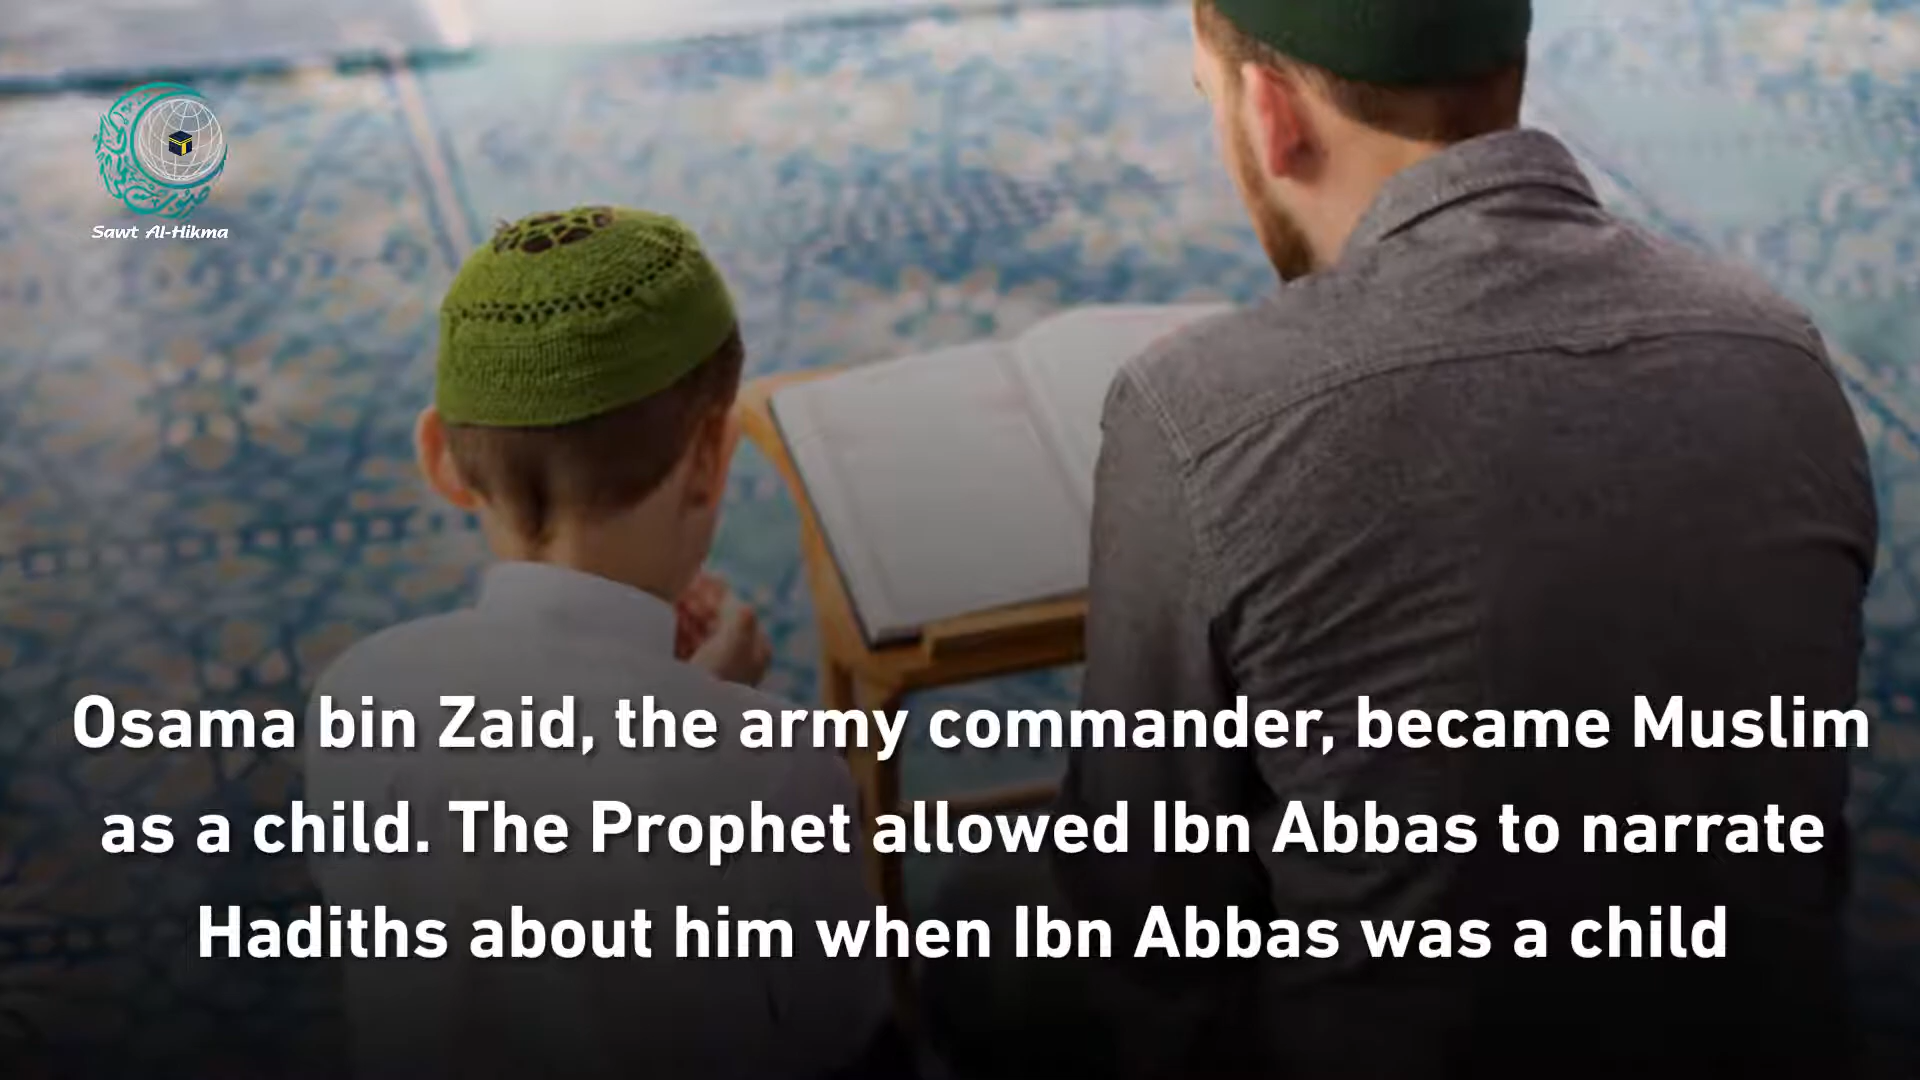 Sawt Al-Hikma
Osama bin Zaid, the army commander, became Muslim
as a child. The Prophet allowed Ibn Abbas to narrate
Hadiths about him when Ibn Abbas was a child